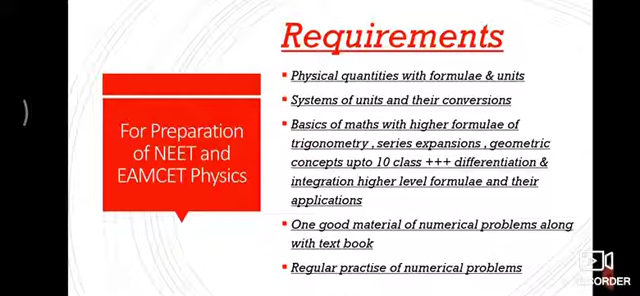 Requirements
For Preparation
of NEET and
EAMCET Physics
Physical quantities with formulae & units
Systems of units and their conversions
Basics of maths with higher formulae of
trigonometry , series expansions , geometric
concepts upto 10 class +++ differentiation &
integration higher level formulae and their
applications
One good material of numerical problems along
with text book
Regular practise of numerical problems